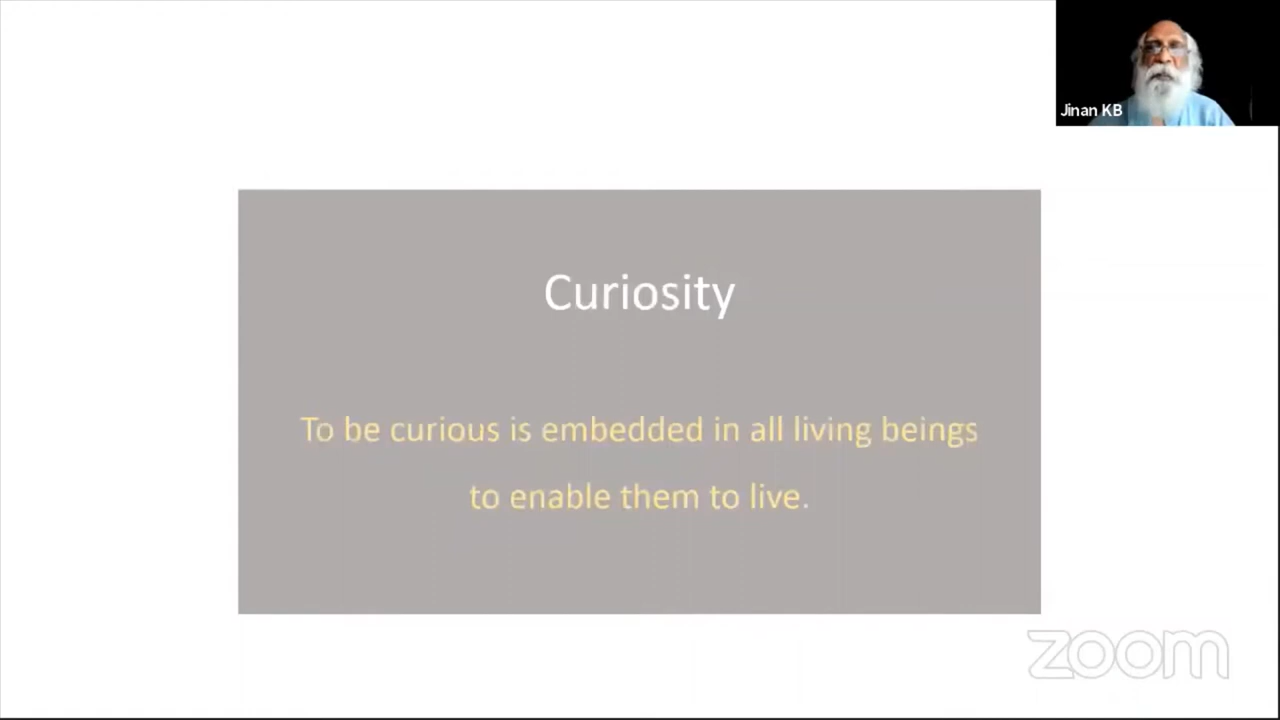 Jinan KB
Curiosity
To be curious is embedded in all living beings
to enable them to live.
zoom